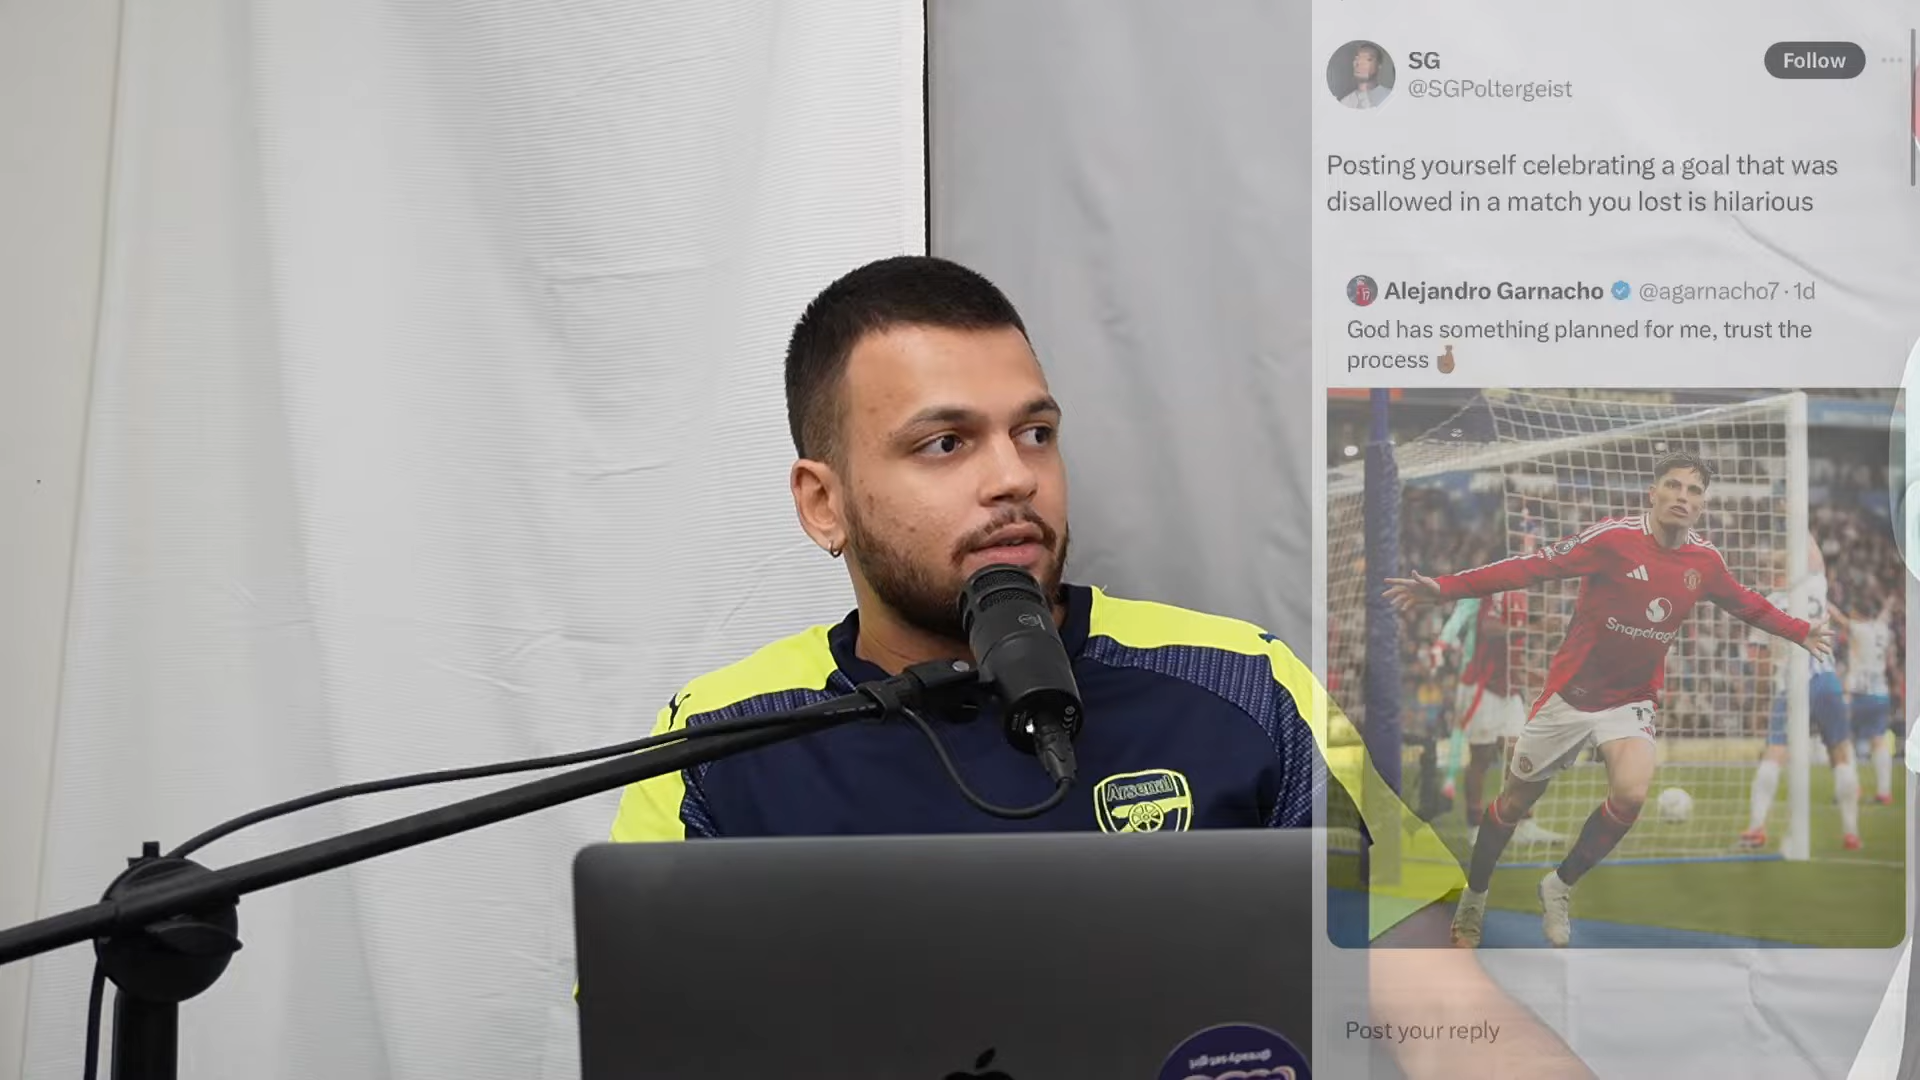 SG
Follow
@SGPoltergeist
Posting yourself celebrating a goal that was
disallowed in a match you lost is hilarious
Alejandro Garnacho @agarnacho7 · 1d
God has something planned for me, trust the
process 🤞🏾
Snapdrag
Arsenal
Post your reply